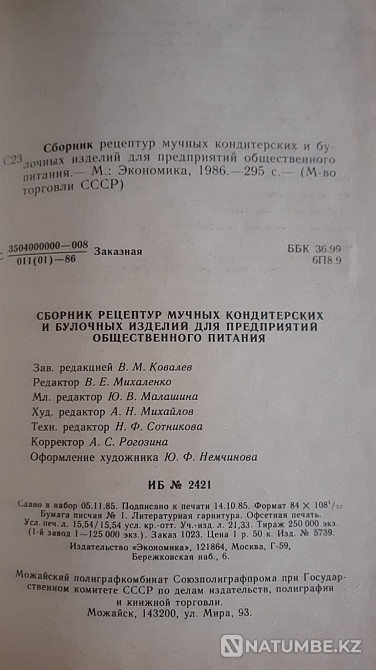 Сборник рецептур мучных кондитерских и бу-
С23 лочных изделий для предприятий общественного
питания.— М.: Экономика, 1986.—295 с.— (М-во
торговли СССР)
С 3504000000—008
011(01)—86 Заказная
ББК 36.99
6П8.9
СБОРНИК РЕЦЕПТУР МУЧНЫХ КОНДИТЕРСКИХ
И БУЛОЧНЫХ ИЗДЕЛИЙ ДЛЯ ПРЕДПРИЯТИЙ
ОБЩЕСТВЕННОГО ПИТАНИЯ
Зав. редакцией В. М. Ковалев
Редактор В. Е. Михаленко
Мл. редактор Ю. В. Малашина
Худ. редактор А. Н. Михайлов
Техн. редактор Н. Ф. Сотникова
Корректор А. С. Рогозина
Оформление художника Ю. Ф. Немчинова
ИБ № 2421
Сдано в набор 05.11.85. Подписано к печати 14.10.85. Формат 84 × 108¹/₃₂
Бумага писчая № 1. Литературная гарнитура. Офсетная печать.
Усл. печ. л. 15,54/15,54 усл. кр.-отт. Уч.-изд. л. 21,33. Тираж 250 000 экз.
(1-й завод 1—125 000 экз.). Заказ 1023. Цена 1 р. 50 к. Изд. № 5739.
Издательство «Экономика», 121864, Москва, Г-59,
Бережковская наб., 6.
Можайский полиграфкомбинат Союзполиграфпрома при Государ-
ственном комитете СССР по делам издательств, полиграфии
и книжной торговли.
Можайск, 143200, ул. Мира, 93.
NATUMBE.KZ